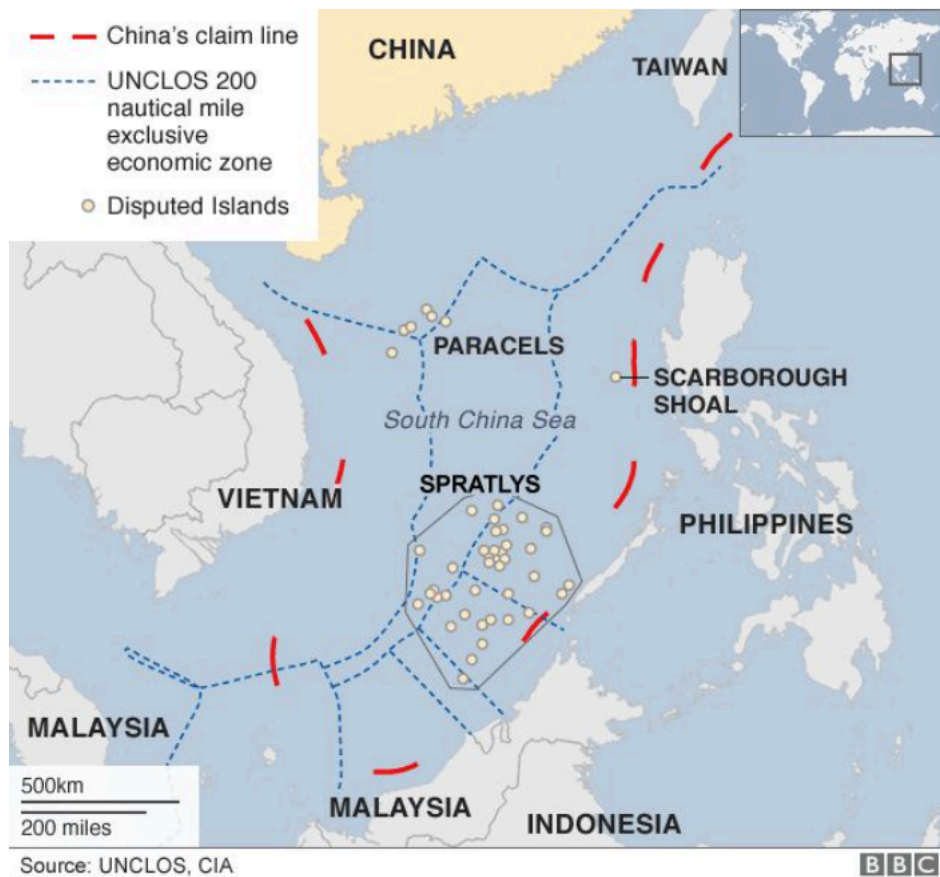 China's claim line
UNCLOS 200
nautical mile
exclusive
economic zone
Disputed Islands
CHINA
TAIWAN
PARACELS
SCARBOROUGH
SHOAL
South China Sea
SPRATLYS
VIETNAM
PHILIPPINES
MALAYSIA
MALAYSIA
INDONESIA
500km
200 miles
Source: UNCLOS, CIA
BBC